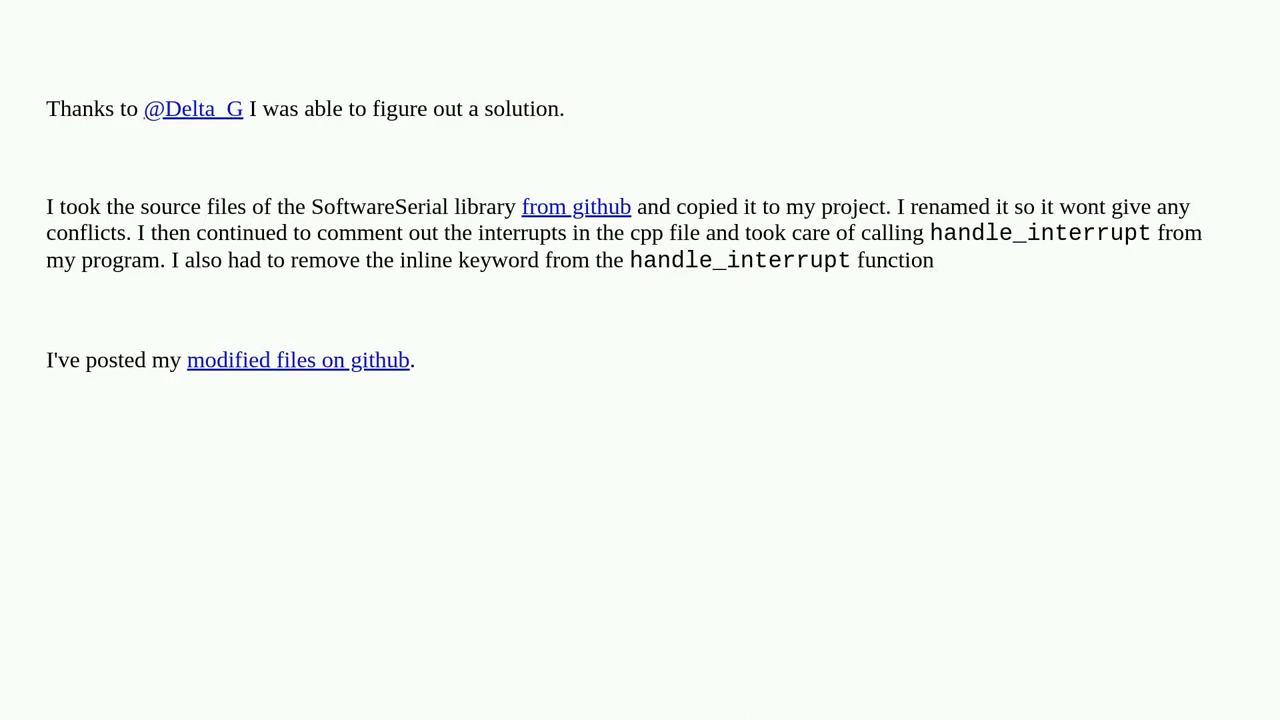 Thanks to @Delta_G I was able to figure out a solution.
I took the source files of the SoftwareSerial library from github and copied it to my project. I renamed it so it wont give any
conflicts. I then continued to comment out the interrupts in the cpp file and took care of calling handle_interrupt from
my program. I also had to remove the inline keyword from the handle_interrupt function
I've posted my modified files on github.